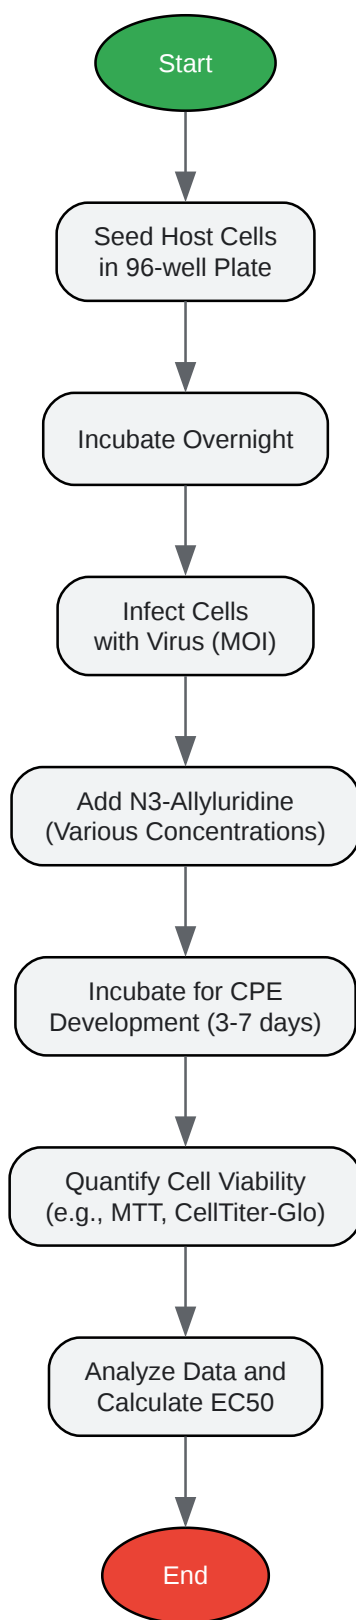 Start
Seed Host Cells
in 96-well Plate
Incubate Overnight
Infect Cells
with Virus (MOI)
Add N3-Allyluridine
(Various Concentrations)
Incubate for CPE
Development (3-7 days)
Quantify Cell Viability
(e.g., MTT, CellTiter-Glo)
Analyze Data and
Calculate EC50
End